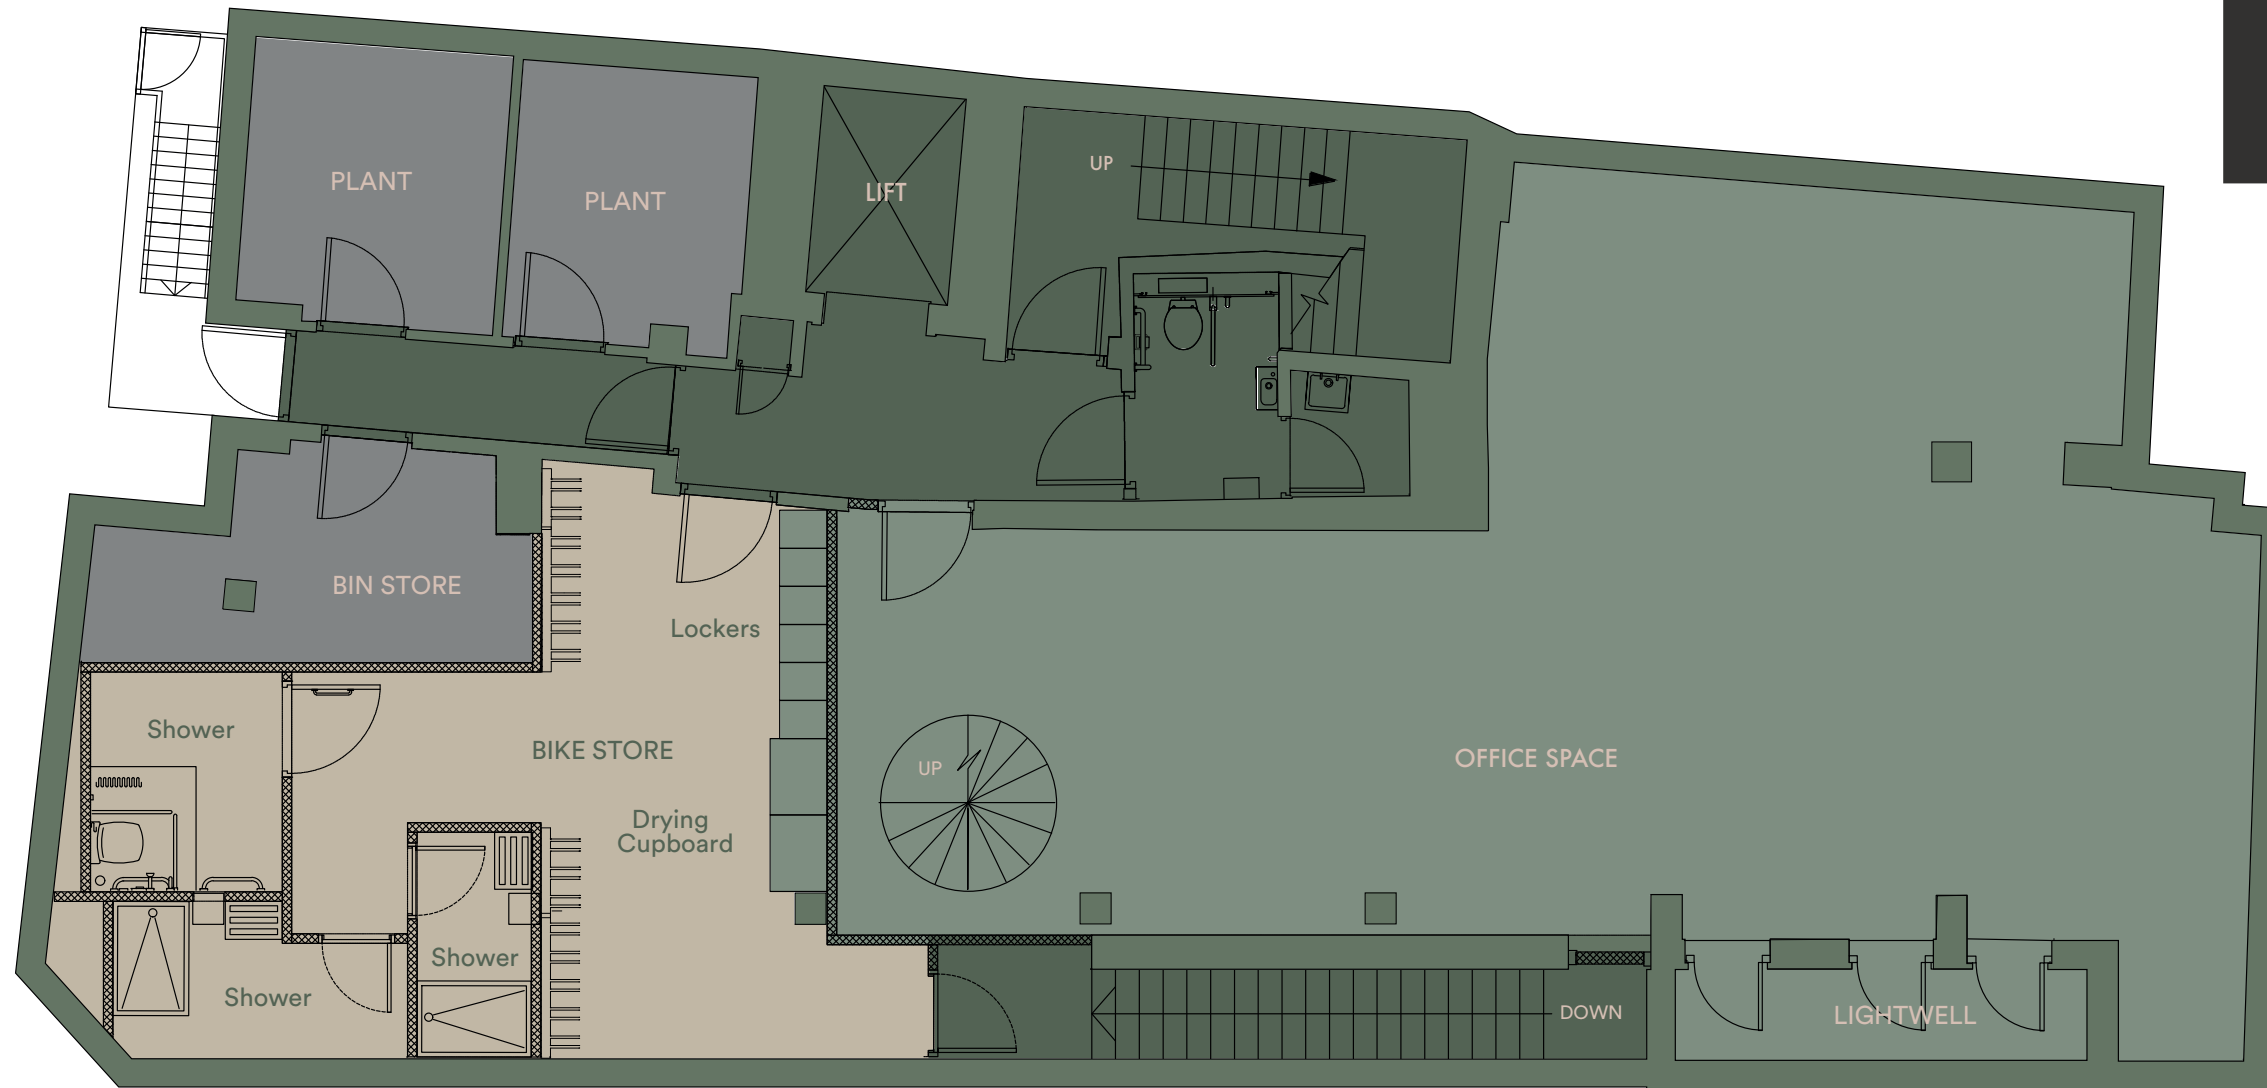 PLANT
PLANT
LIFT
UP
BIN STORE
Lockers
Shower
BIKE STORE
Drying
Cupboard
UP
OFFICE SPACE
Shower
Shower
DOWN
LIGHTWELL